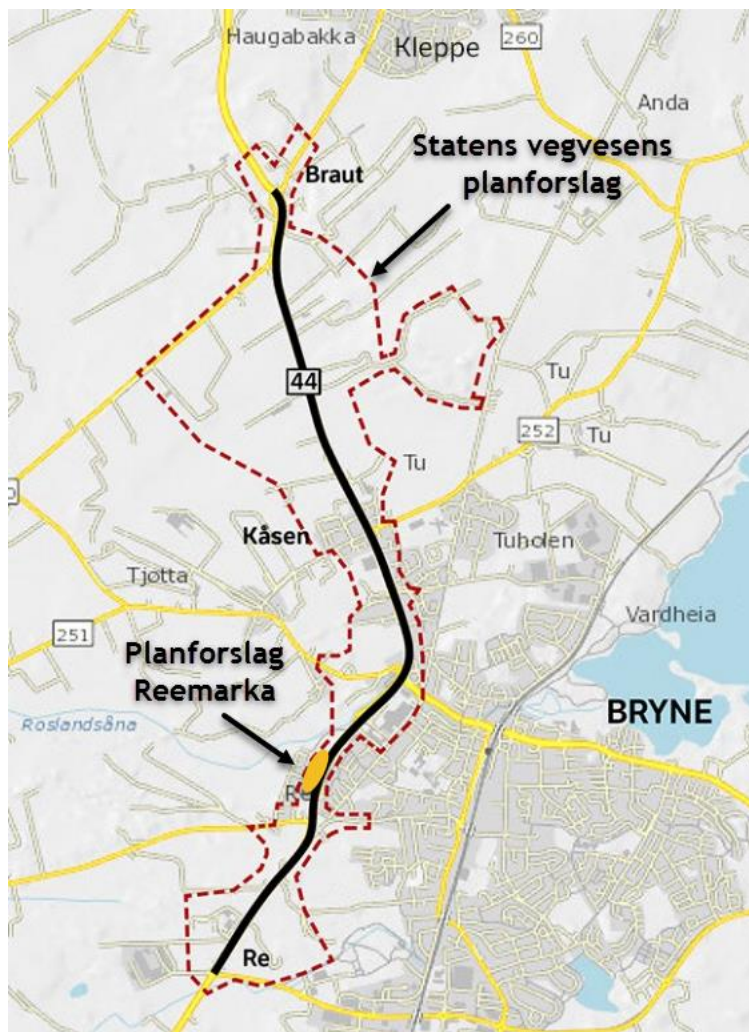 Haugabakka
Kleppe
260
Anda
Statens vegvesens
planforslag
Braut
44
Tu
252
Tu
Tu
Kåsen
Tuholen
Tjotta
251
Vardheia
Planforslag
Reemarka
Roslandsåna
BRYNE
Re
Re